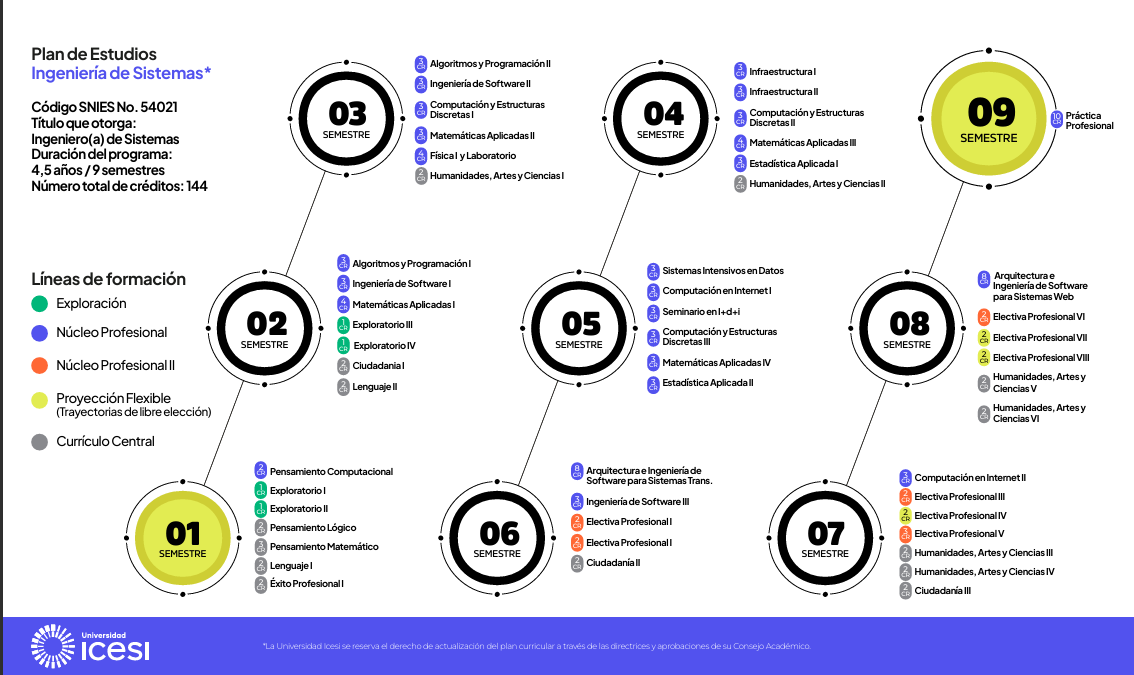 Plan de Estudios
Ingeniería de Sistemas*
Código SNIES No. 54021
Título que otorga:
Ingeniero(a) de Sistemas
Duración del programa:
4,5 años / 9 semestres
Número total de créditos: 144
Líneas de formación
Exploración
Núcleo Profesional
Núcleo Profesional II
Proyección Flexible
(Trayectorias de libre elección)
Currículo Central
01
SEMESTRE
2 CR Pensamiento Computacional
1 CR Exploratorio I
1 CR Exploratorio II
2 CR Pensamiento Lógico
3 CR Pensamiento Matemático
2 CR Lenguaje I
2 CR Éxito Profesional I
02
SEMESTRE
3 CR Algoritmos y Programación I
3 CR Ingeniería de Software I
4 CR Matemáticas Aplicadas I
1 CR Exploratorio III
1 CR Exploratorio IV
2 CR Ciudadania I
2 CR Lenguaje II
03
SEMESTRE
3 CR Algoritmos y Programación II
3 CR Ingeniería de Software II
3 CR Computación y Estructuras
Discretas I
3 CR Matemáticas Aplicadas II
4 CR Física I y Laboratorio
2 CR Humanidades, Artes y Ciencias I
04
SEMESTRE
3 CR Infraestructura I
3 CR Infraestructura II
3 CR Computación y Estructuras
Discretas II
4 CR Matemáticas Aplicadas III
3 CR Estadística Aplicada I
2 CR Humanidades, Artes y Ciencias II
05
SEMESTRE
3 CR Sistemas Intensivos en Datos
3 CR Computación en Internet I
3 CR Seminario en I+d+i
3 CR Computación y Estructuras
Discretas III
3 CR Matemáticas Aplicadas IV
3 CR Estadística Aplicada II
06
SEMESTRE
8 CR Arquitectura e Ingeniería de
Software para Sistemas Trans.
3 CR Ingeniería de Software III
2 CR Electiva Profesional I
2 CR Electiva Profesional I
2 CR Ciudadanía II
07
SEMESTRE
3 CR Computación en Internet II
2 CR Electiva Profesional III
2 CR Electiva Profesional IV
3 CR Electiva Profesional V
2 CR Humanidades, Artes y Ciencias III
2 CR Humanidades, Artes y Ciencias IV
2 CR Ciudadanía III
08
SEMESTRE
8 CR Arquitectura e
Ingeniería de Software
para Sistemas Web
2 CR Electiva Profesional VI
2 CR Electiva Profesional VII
2 CR Electiva Profesional VIII
2 CR Humanidades, Artes y
Ciencias V
2 CR Humanidades, Artes y
Ciencias VI
09
SEMESTRE
10 CR Práctica
Profesional
Universidad
icesi
*La Universidad Icesi se reserva el derecho de actualización del plan curricular a través de las directrices y aprobaciones de su Consejo Académico.